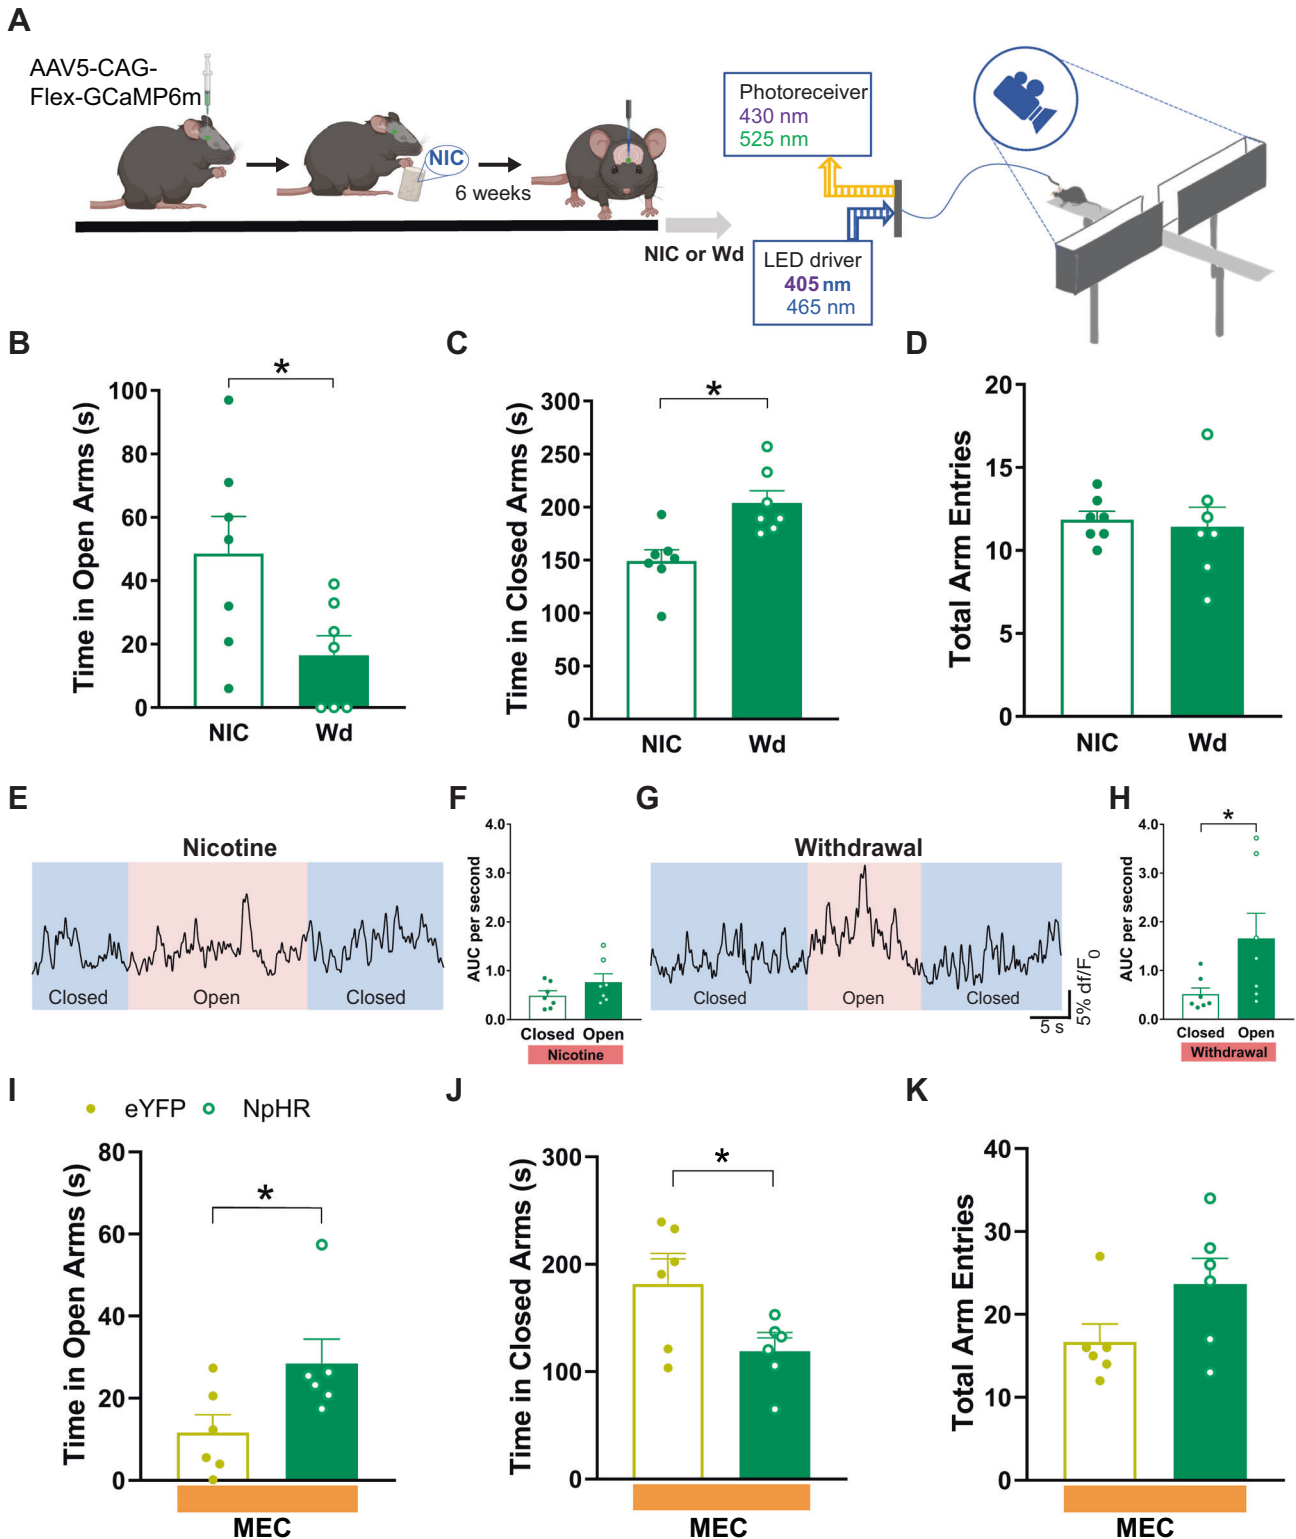 A
AAV5-CAG-
Flex-GCaMP6m
NIC
6 weeks
NIC or Wd
Photoreceiver
430 nm
525 nm
LED driver
405 nm
465 nm
B
Time in Open Arms (s)
100
80
60
40
20
0
*
NIC
Wd
C
Time in Closed Arms (s)
300
250
200
150
100
50
0
*
NIC
Wd
D
Total Arm Entries
20
15
10
5
0
NIC
Wd
E
Nicotine
Closed
Open
Closed
F
AUC per second
4.0
3.0
2.0
1.0
0.0
Closed
Open
Nicotine
G
Withdrawal
Closed
Open
Closed
5 s
5% df/F0
H
AUC per second
4.0
3.0
2.0
1.0
0.0
*
Closed
Open
Withdrawal
I
eYFP
NpHR
Time in Open Arms (s)
80
60
40
20
0
*
MEC
J
Time in Closed Arms (s)
300
200
100
0
*
MEC
K
Total Arm Entries
40
30
20
10
0
MEC